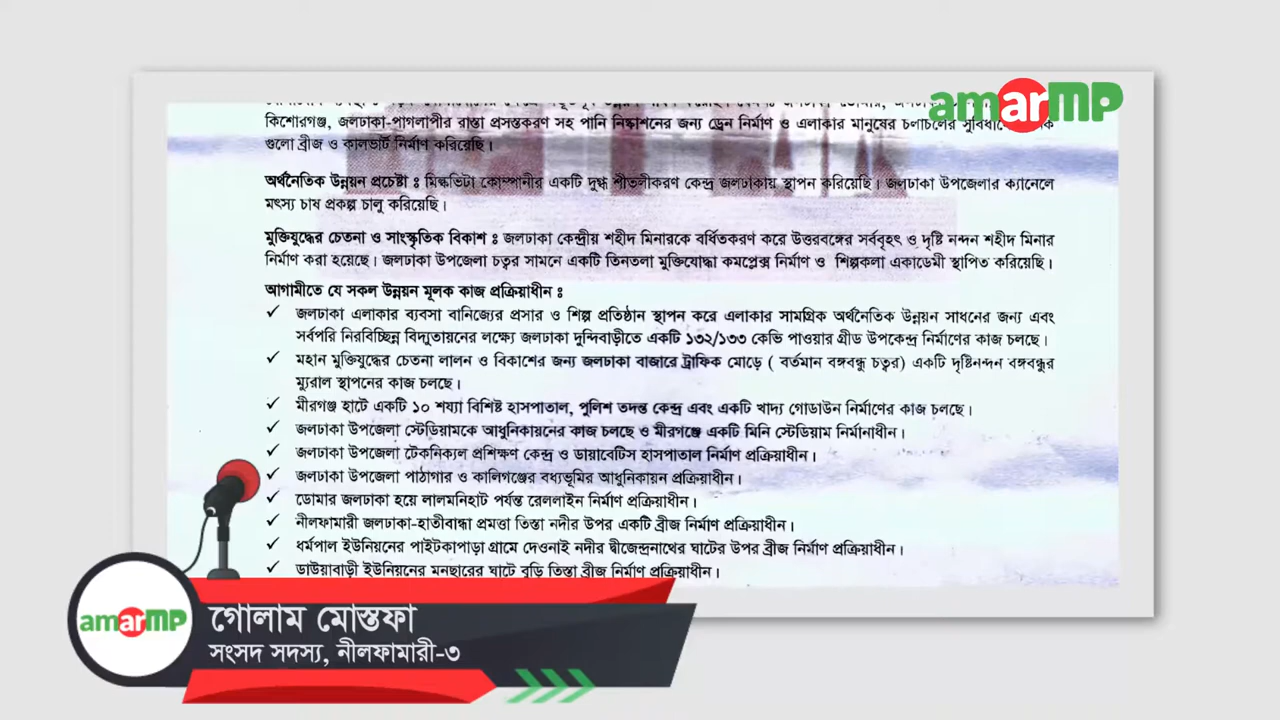 amarMP
কিশোরগঞ্জ, জলঢাকা-পাগলাপীর রাস্তা প্রসস্তকরণ সহ পানি নিষ্কাশনের জন্য ড্রেন নির্মাণ ও এলাকার মানুষের চলাচলের
গুলো ব্রীজ ও কালভার্ট নির্মাণ করিরেছি।
অর্থনৈতিক উন্নয়ন প্রচেষ্টা ঃ মিল্কভিটা কোম্পানীর একটি দুগ্ধ শীতলীকরণ কেন্দ্র জলঢাকায় স্থাপন করিয়েছি। জলঢাকা উপজেলার ক্যানেলে
মৎস্য চাষ প্রকল্প চালু করিয়েছি।
মুক্তিযুদ্ধের চেতনা ও সাংস্কৃতিক বিকাশ ঃ জলঢাকা কেন্দ্রীয় শহীদ মিনারকে বর্ধিতকরণ করে উত্তরবঙ্গের সর্ববৃহৎ ও দৃষ্টি নন্দন শহীদ মিনার
নির্মাণ করা হয়েছে। জলঢাকা উপজেলা চত্বর সামনে একটি তিনতলা মুক্তিযোদ্ধা কমপ্লেক্স নির্মাণ ও শিল্পকলা একাডেমী স্থাপিত করিয়েছি।
আগামীতে যে সকল উন্নয়ন মূলক কাজ প্রক্রিয়াধীন ঃ
✓ জলঢাকা এলাকার ব্যবসা বানিজ্যের প্রসার ও শিল্প প্রতিষ্ঠান স্থাপন করে এলাকার সামগ্রিক অর্থনৈতিক উন্নয়ন সাধনের জন্য এবং
সর্বপরি নিরবিচ্ছিন্ন বিদ্যুতায়নের লক্ষ্যে জলঢাকা দুন্দিবাড়ীতে একটি ১৩২/১৩৩ কেভি পাওয়ার গ্রীড উপকেন্দ্র নির্মাণের কাজ চলছে।
✓ মহান মুক্তিযুদ্ধের চেতনা লালন ও বিকাশের জন্য জলঢাকা বাজারে ট্রাফিক মোড়ে ( বর্তমান বঙ্গবন্ধু চত্বর) একটি দৃষ্টিনন্দন বঙ্গবন্ধুর
ম্যুরাল স্থাপনের কাজ চলছে।
✓ মীরগঞ্জ হাটে একটি ১০ শয্যা বিশিষ্ট হাসপাতাল, পুলিশ তদন্ত কেন্দ্র এবং একটি খাদ্য গোডাউন নির্মাণের কাজ চলছে।
✓ জলঢাকা উপজেলা স্টেডিয়ামকে আধুনিকায়নের কাজ চলছে ও মীরগঞ্জে একটি মিনি স্টেডিয়াম নির্মানাধীন।
✓ জলঢাকা উপজেলা টেকনিক্যল প্রশিক্ষণ কেন্দ্র ও ডায়াবেটিস হাসপাতাল নির্মাণ প্রক্রিয়াধীন।
✓ জলঢাকা উপজেলা পাঠাগার ও কালিগঞ্জের বধ্যভূমির আধুনিকায়ন প্রক্রিয়াধীন।
✓ ডোমার জলঢাকা হয়ে লালমনিহাট পর্যন্ত রেললাইন নির্মাণ প্রক্রিয়াধীন।
✓ নীলফামারী জলঢাকা-হাতীবান্ধা প্রমত্তা তিস্তা নদীর উপর একটি ব্রীজ নির্মাণ প্রক্রিয়াধীন।
✓ ধর্মপাল ইউনিয়নের পাইটকাপাড়া গ্রামে দেওনাই নদীর দ্বীজেন্দ্রনাথের ঘাটের উপর ব্রীজ নির্মাণ প্রক্রিয়াধীন।
✓ ডাউয়াবাড়ী ইউনিয়নের মনছারের ঘাটে বুড়ি তিস্তা ব্রীজ নির্মাণ প্রক্রিয়াধীন।
amarMP
গোলাম মোস্তফা
সংসদ সদস্য, নীলফামারী-৩